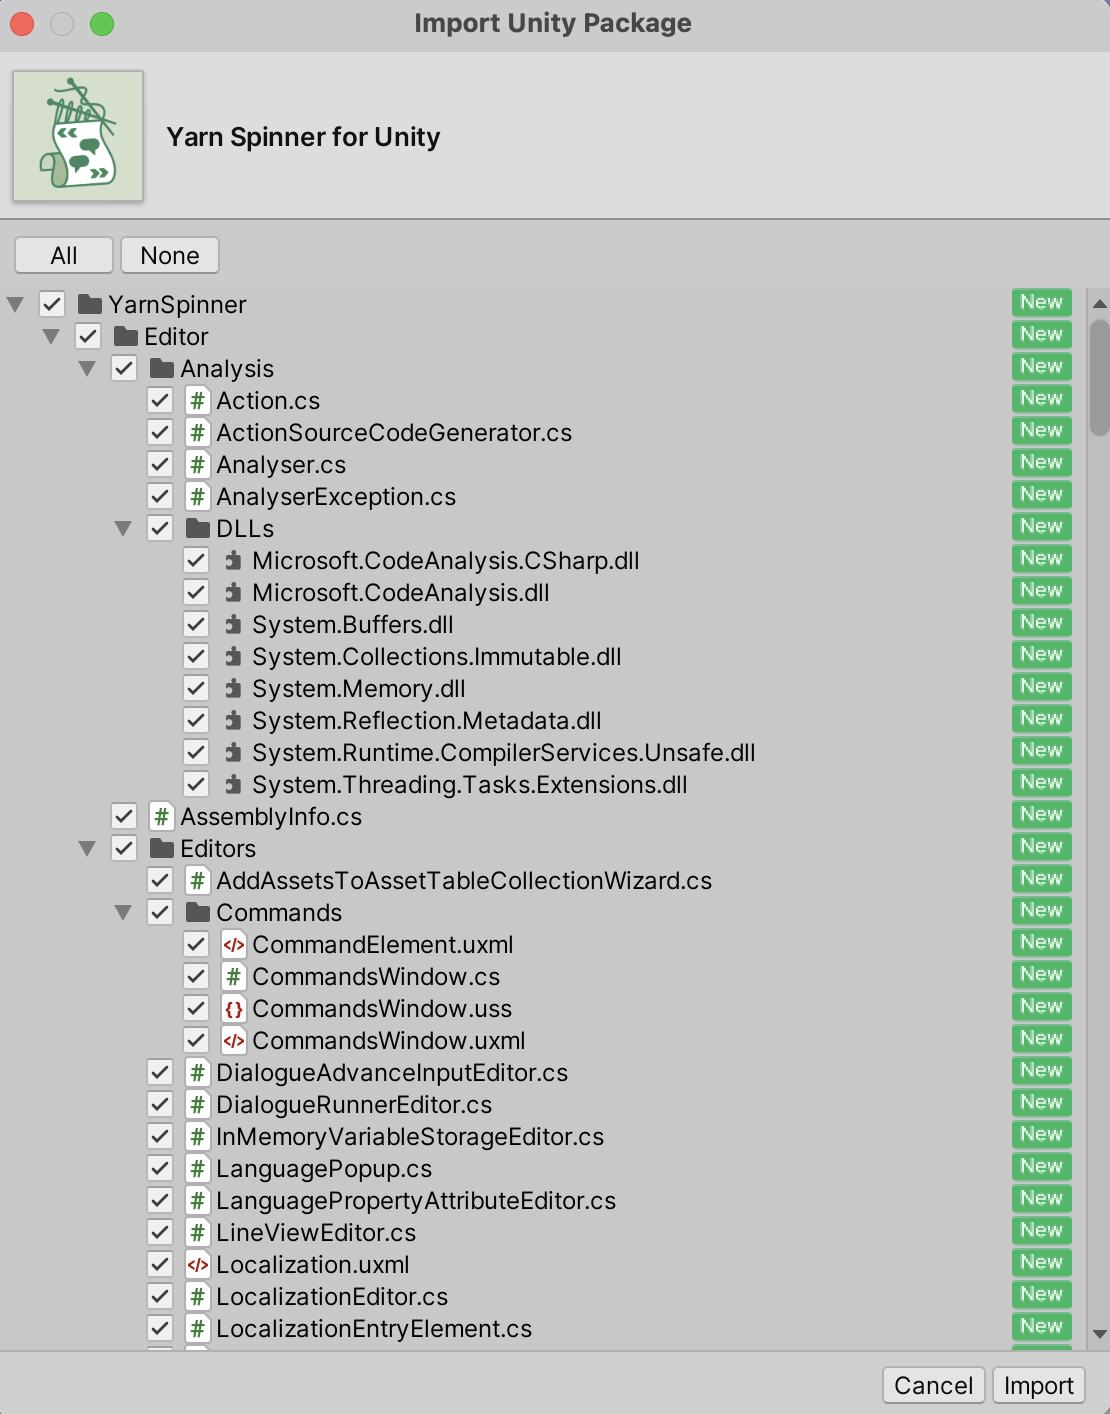 Import Unity Package
Yarn Spinner for Unity
All None
YarnSpinner New
Editor New
Analysis New
Action.cs New
ActionSourceCodeGenerator.cs New
Analyser.cs New
AnalyserException.cs New
DLLs New
Microsoft.CodeAnalysis.CSharp.dll New
Microsoft.CodeAnalysis.dll New
System.Buffers.dll New
System.Collections.Immutable.dll New
System.Memory.dll New
System.Reflection.Metadata.dll New
System.Runtime.CompilerServices.Unsafe.dll New
System.Threading.Tasks.Extensions.dll New
AssemblyInfo.cs New
Editors New
AddAssetsToAssetTableCollectionWizard.cs New
Commands New
CommandElement.uxml New
CommandsWindow.cs New
CommandsWindow.uss New
CommandsWindow.uxml New
DialogueAdvanceInputEditor.cs New
DialogueRunnerEditor.cs New
InMemoryVariableStorageEditor.cs New
LanguagePopup.cs New
LanguagePropertyAttributeEditor.cs New
LineViewEditor.cs New
Localization.uxml New
LocalizationEditor.cs New
LocalizationEntryElement.cs New
Cancel Import